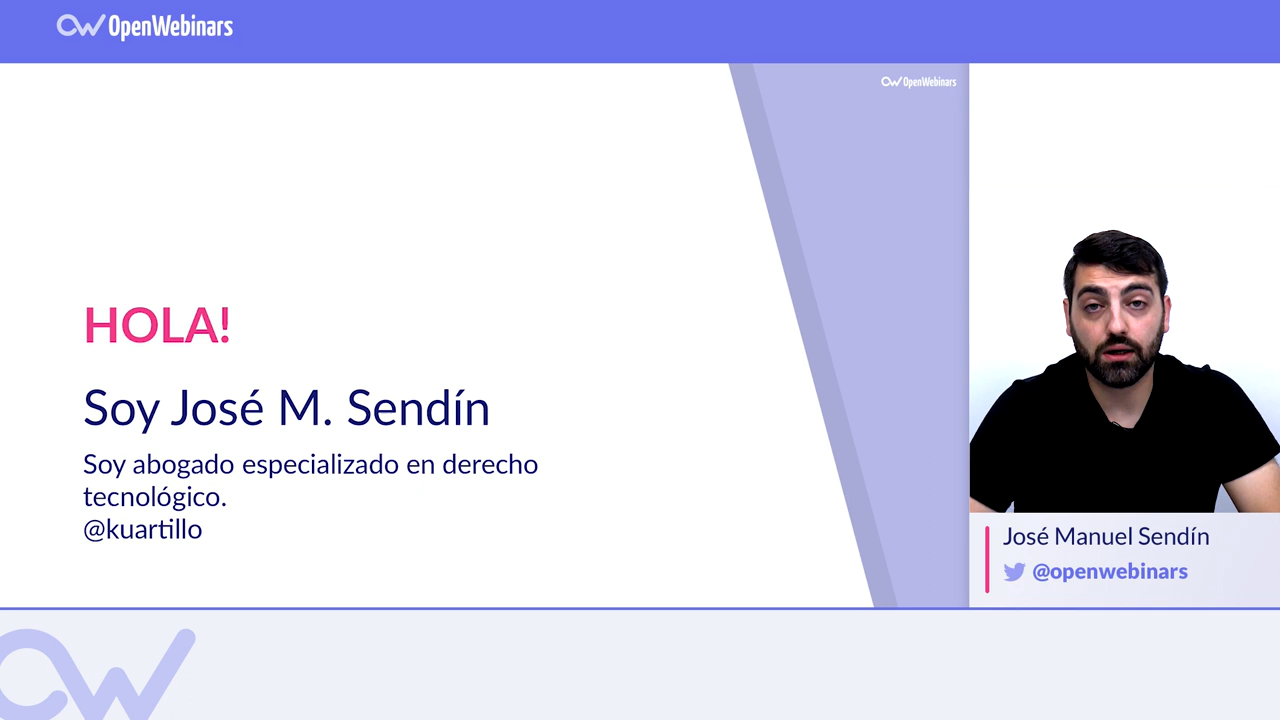 OpenWebinars
OpenWebinars
HOLA!
Soy José M. Sendín
Soy abogado especializado en derecho
tecnológico.
@kuartillo
José Manuel Sendín
@openwebinars